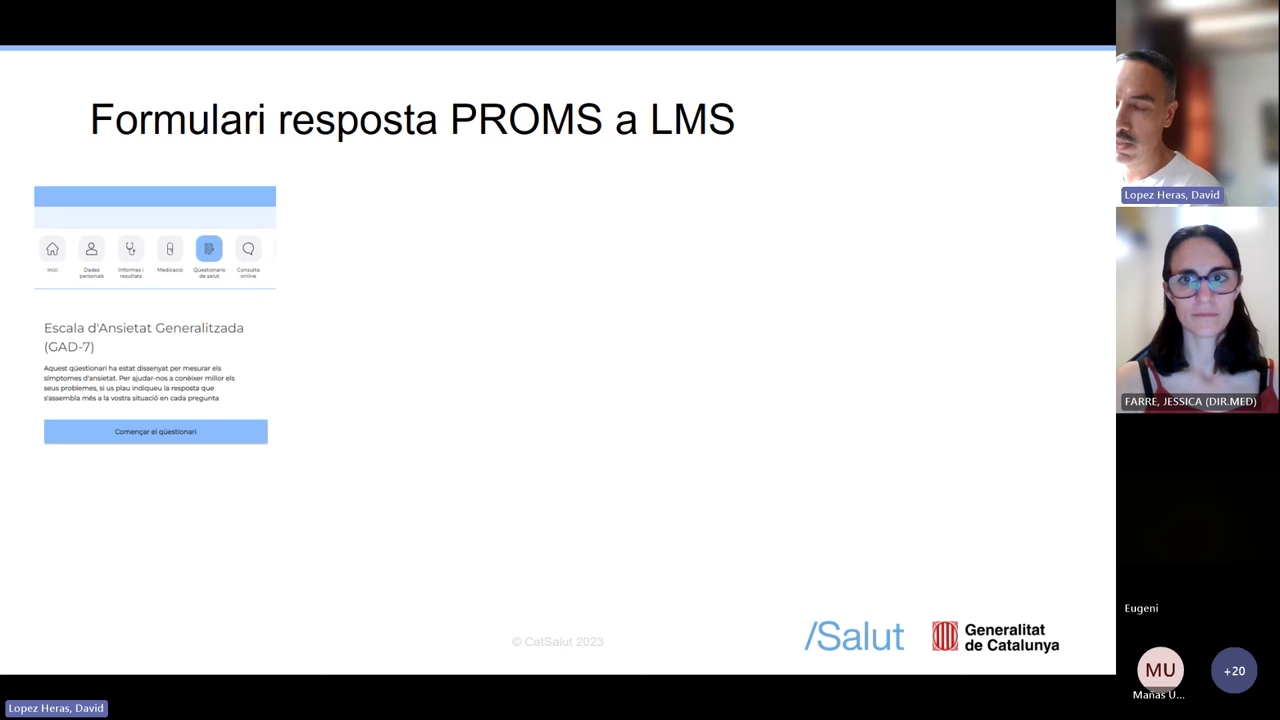 Formulari resposta PROMS a LMS
Inici
Dades
personals
Informes i
resultats
Medicació
Qüestionaris
de salut
Consulta
online
Escala d'Ansietat Generalitzada
(GAD-7)
Aquest qüestionari ha estat dissenyat per mesurar els
símptomes d'ansietat. Per ajudar-nos a conèixer millor els
seus problemes, si us plau indiqueu la resposta que
s'assembla més a la vostra situació en cada pregunta
Començar el qüestionari
© CatSalut 2023
/Salut
Generalitat
de Catalunya
Lopez Heras, David
FARRE, JESSICA (DIR.MED)
Eugeni
MU
Mañas U...
+20
Lopez Heras, David